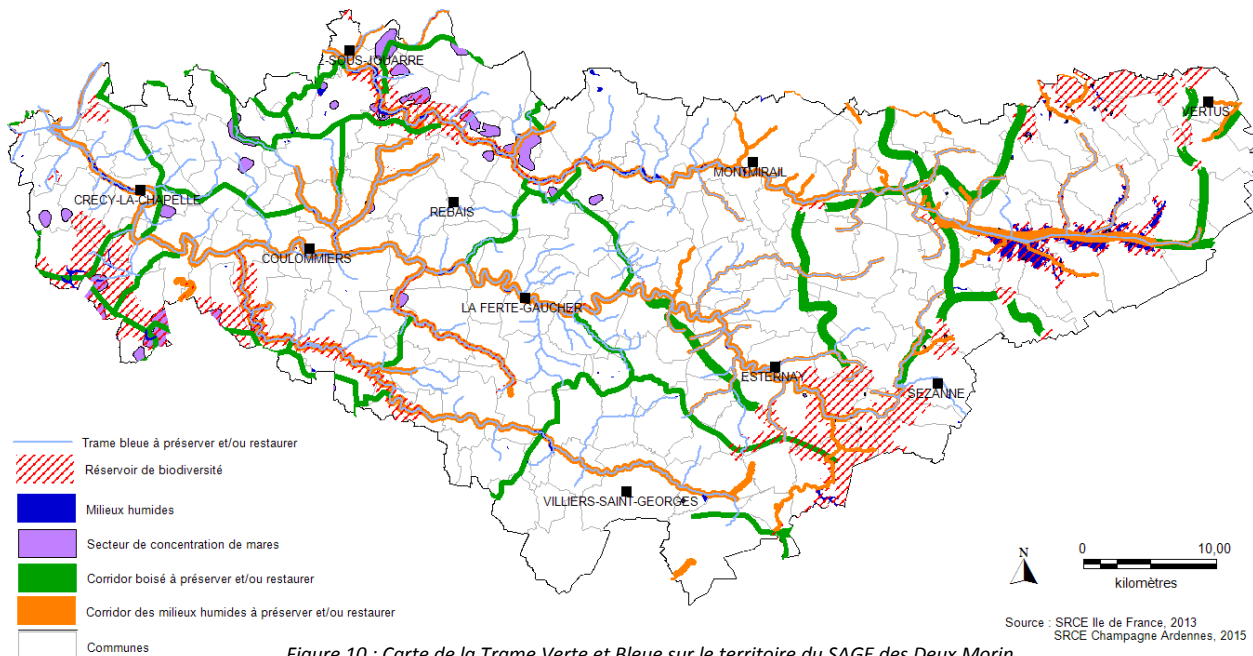 Z-SOUS-JOUARRE
VERTUS
MONTMIRAIL
CRECY-LA-CHAPELLE
REBAIS
COULOMMIERS
LA FERTE-GAUCHER
ESTERNAY
SEZANNE
VILLIERS-SAINT-GEORGES
Trame bleue à préserver et/ou restaurer
Réservoir de biodiversité
Milieux humides
Secteur de concentration de mares
Corridor boisé à préserver et/ou restaurer
Corridor des milieux humides à préserver et/ou restaurer
Communes
N
0 10,00
kilomètres
Source : SRCE Ile de France, 2013
SRCE Champagne Ardennes, 2015
Figure 10 : Carte de la Trame Verte et Bleue sur le territoire du SAGE des Deux Morin